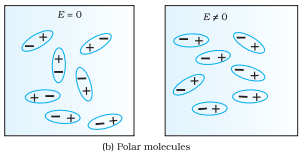 E = 0
E ≠ 0
(b) Polar molecules